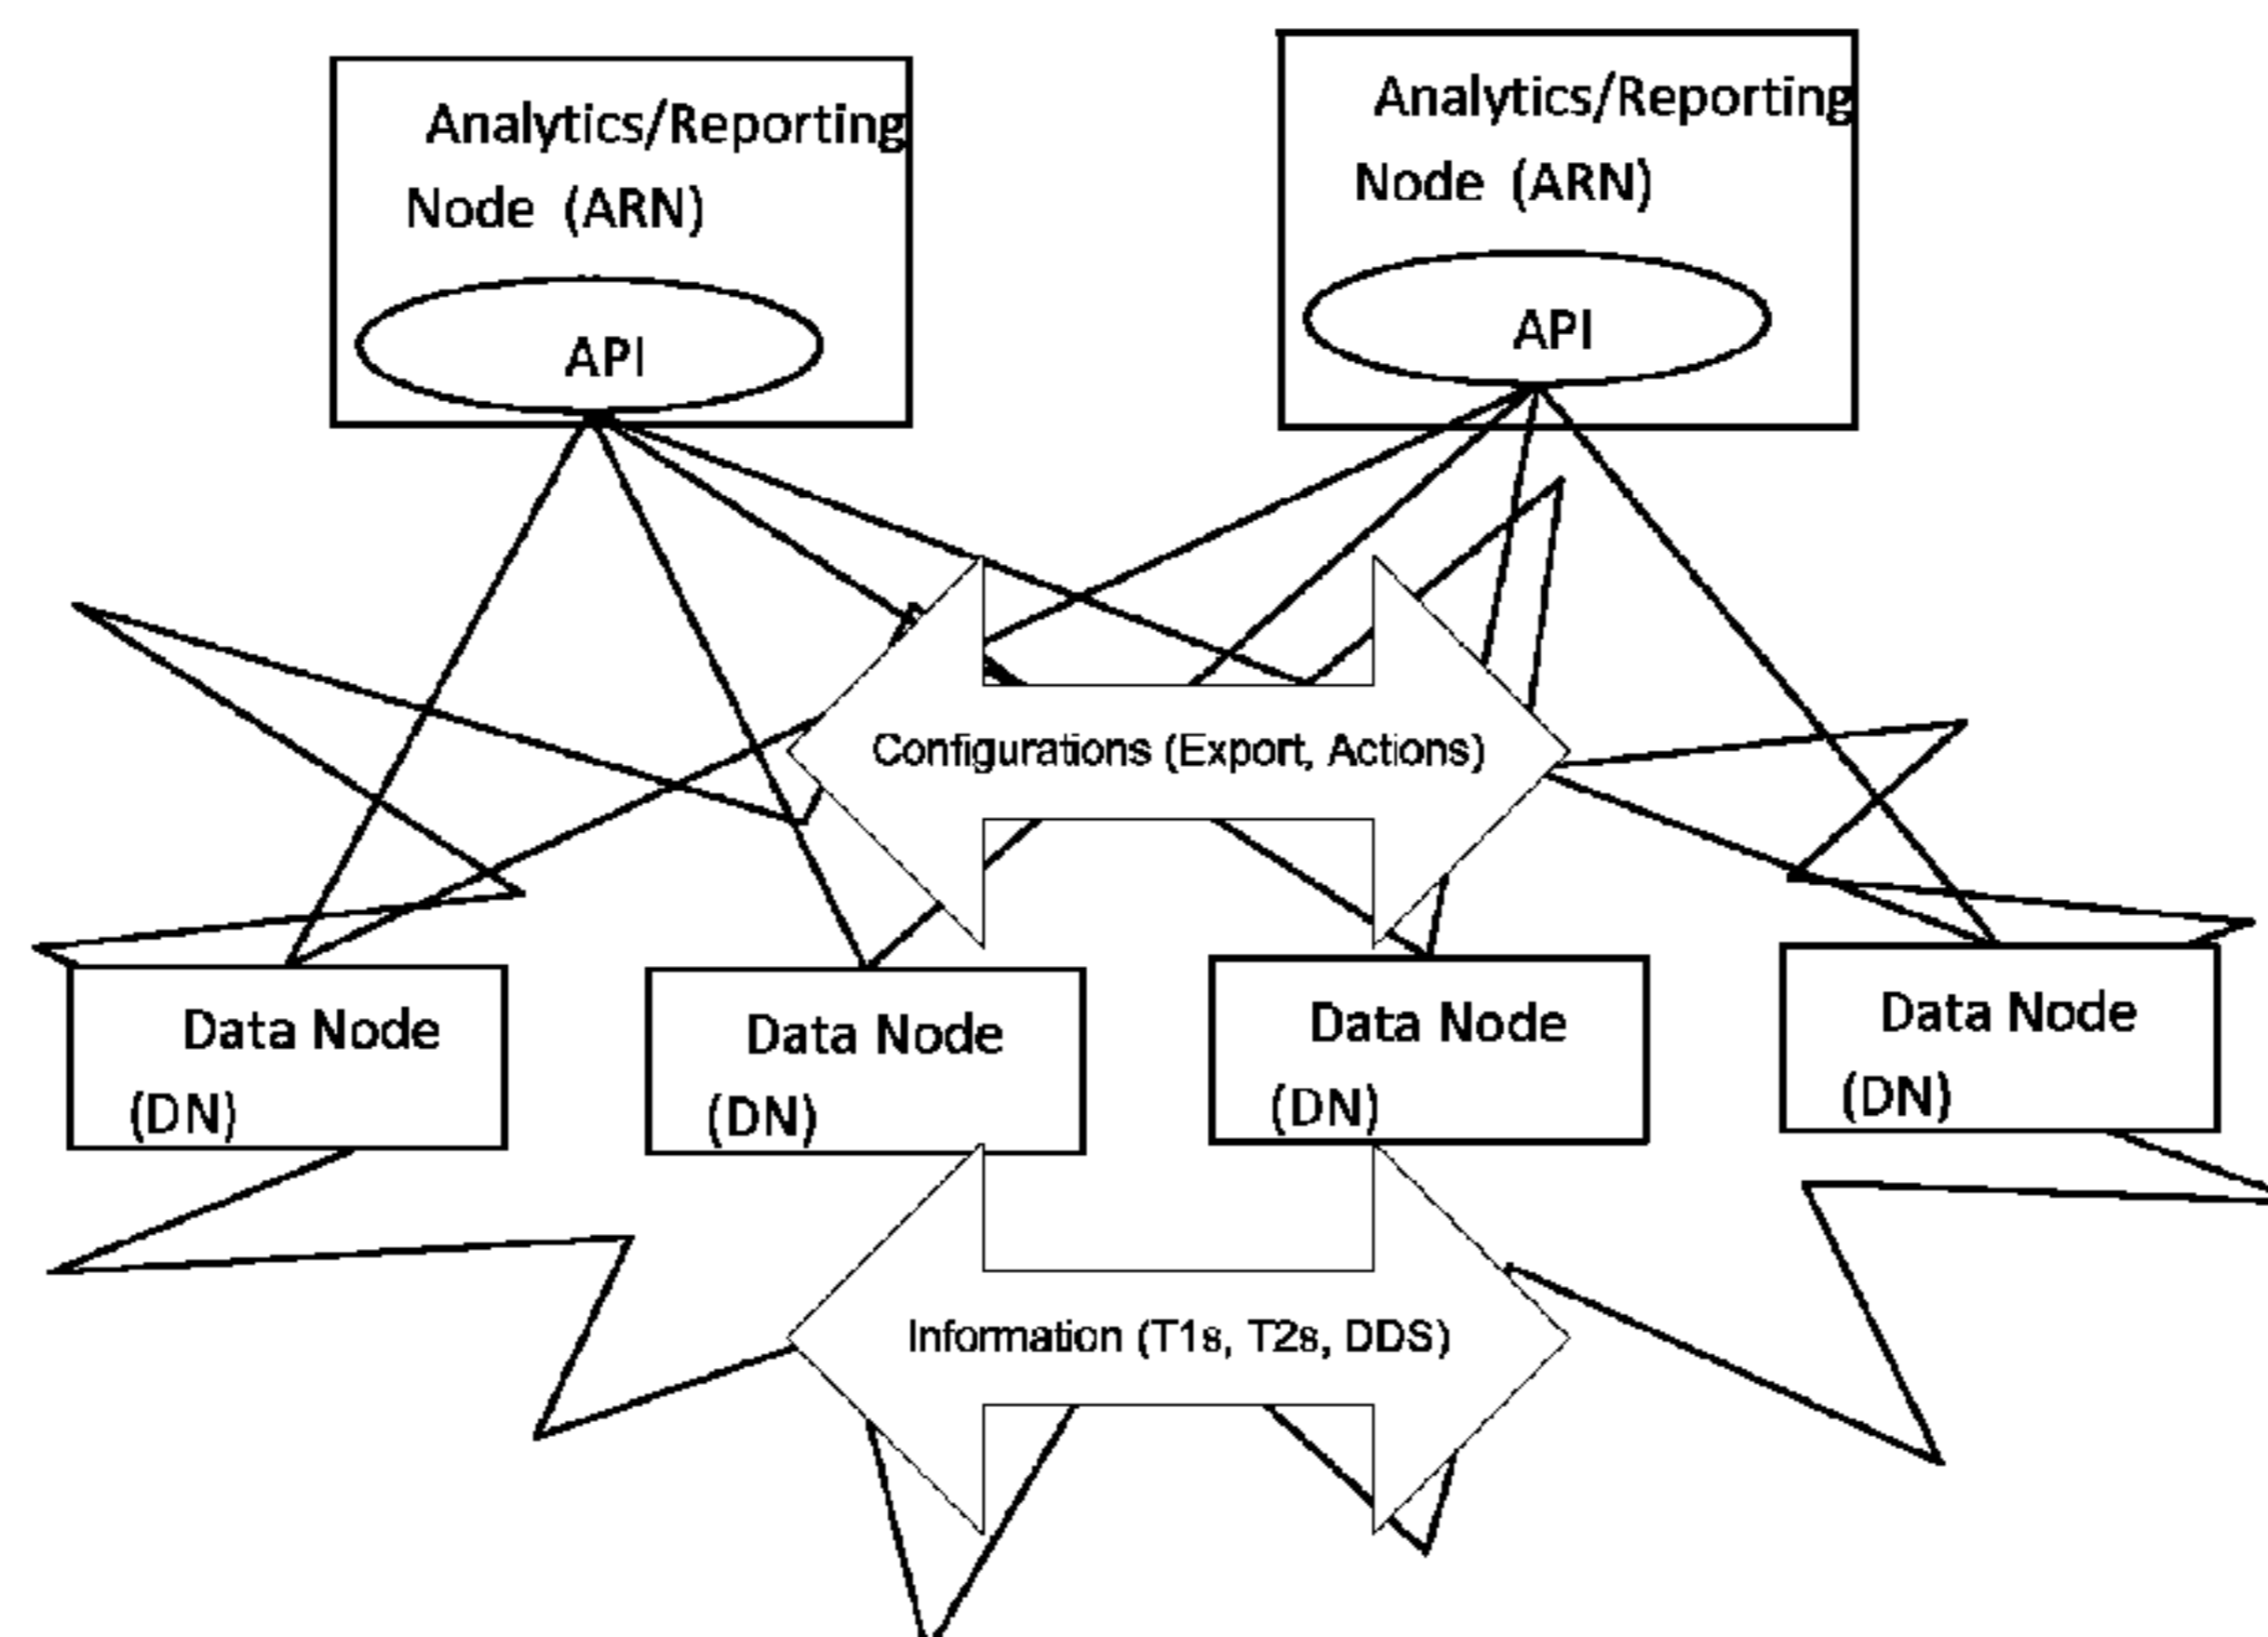 Analytics/Reporting
Node (ARN)
API
Analytics/Reporting
Node (ARN)
API
Configurations (Export, Actions)
Data Node
(DN)
Data Node
(DN)
Data Node
(DN)
Data Node
(DN)
Information (T1s, T2s, DDS)